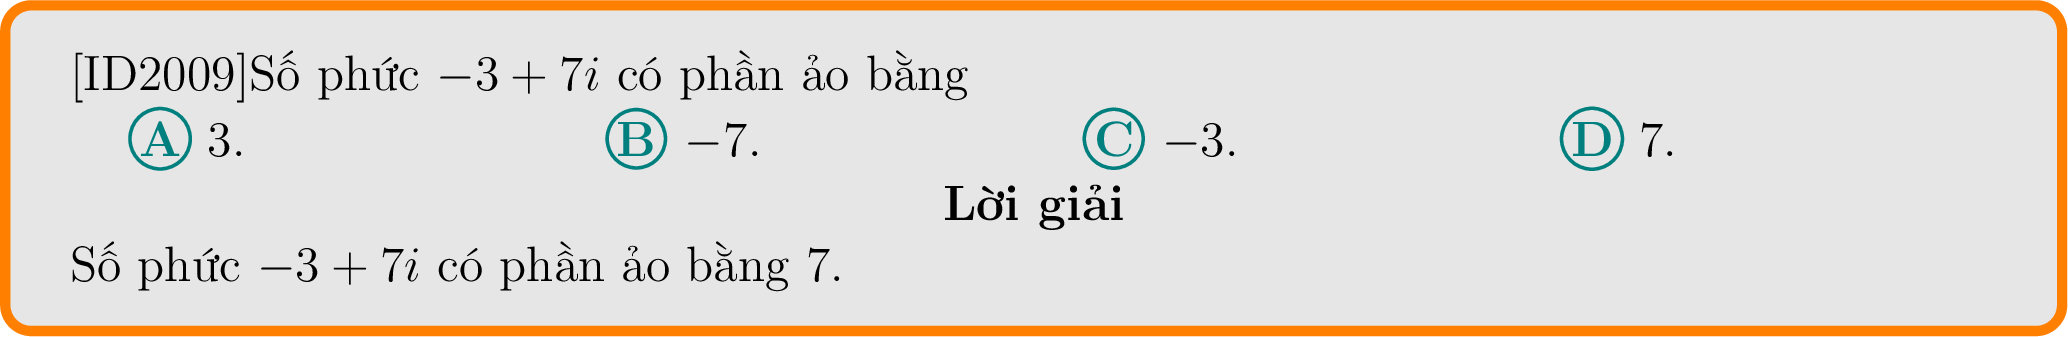 [ID2009]Số phức −3 + 7i có phần ảo bằng
A 3. B −7. C −3. D 7.
Lời giải
Số phức −3 + 7i có phần ảo bằng 7.